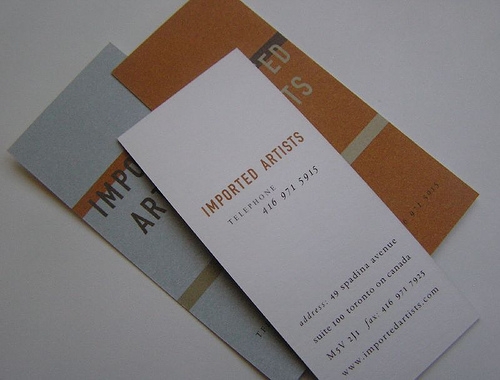 IMPORTED ARTISTS
TELEPHONE
416 971 5915
address: 49 spadina avenue
suite 100 toronto on canada
M5V 2J1 fax: 416 971 7925
www.importedartists.com
IMPO
AR
ED
TS